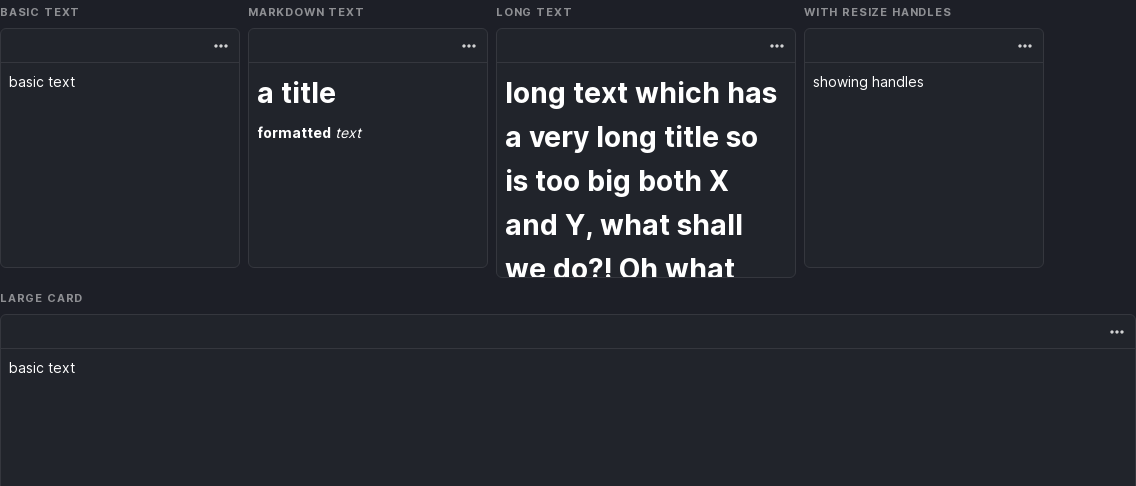 BASIC TEXT
basic text
MARKDOWN TEXT
a title
formatted text
LONG TEXT
long text which has
a very long title so
is too big both X
and Y, what shall
we do?! Oh what
WITH RESIZE HANDLES
showing handles
LARGE CARD
basic text